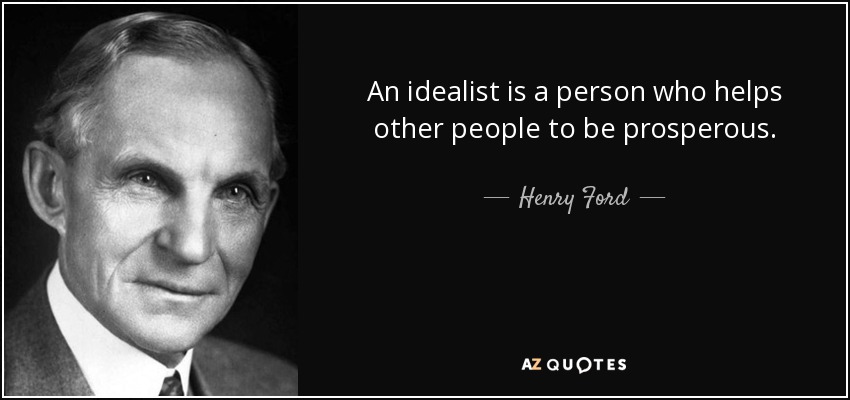 An idealist is a person who helps
other people to be prosperous.
— Henry Ford —
AZ QUOTES